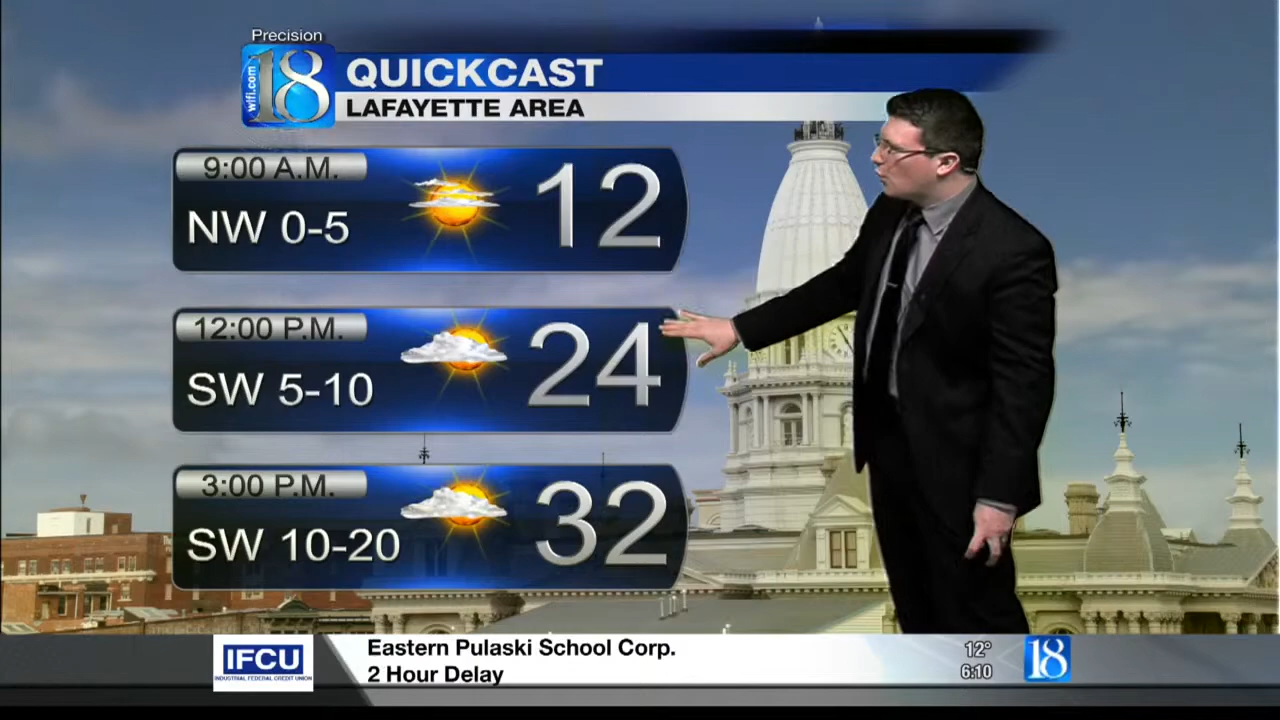 Precision
wlfi.com
18
QUICKCAST
LAFAYETTE AREA
9:00 A.M.
NW 0-5
12
12:00 P.M.
SW 5-10
24
3:00 P.M.
SW 10-20
32
IFCU
INDUSTRIAL FEDERAL CREDIT UNION
Eastern Pulaski School Corp.
2 Hour Delay
12°
6:10
18